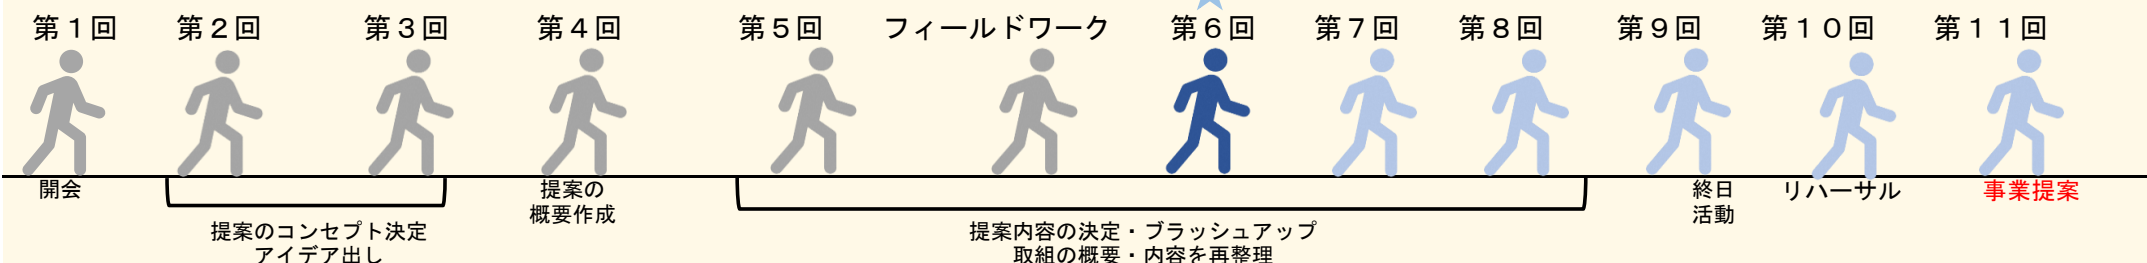 第１回 第２回 第３回 第４回 第５回 フィールドワーク 第６回 第７回 第８回 第９回 第１０回 第１１回
開会
提案のコンセプト決定
アイデア出し
提案の
概要作成
提案内容の決定・ブラッシュアップ
取組の概要・内容を再整理
終日
活動
リハーサル
事業提案